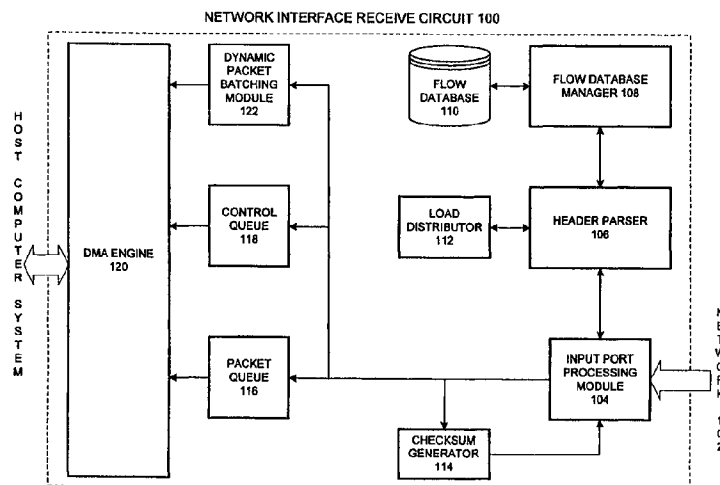 NETWORK INTERFACE RECEIVE CIRCUIT 100
DYNAMIC
PACKET
BATCHING
MODULE
122
FLOW
DATABASE
110
FLOW DATABASE
MANAGER 108
HOST COMPUTER SYSTEM
DMA ENGINE
120
CONTROL
QUEUE
118
LOAD
DISTRIBUTOR
112
HEADER PARSER
106
PACKET
QUEUE
116
INPUT PORT
PROCESSING
MODULE
104
NETWORK 102
CHECKSUM
GENERATOR
114